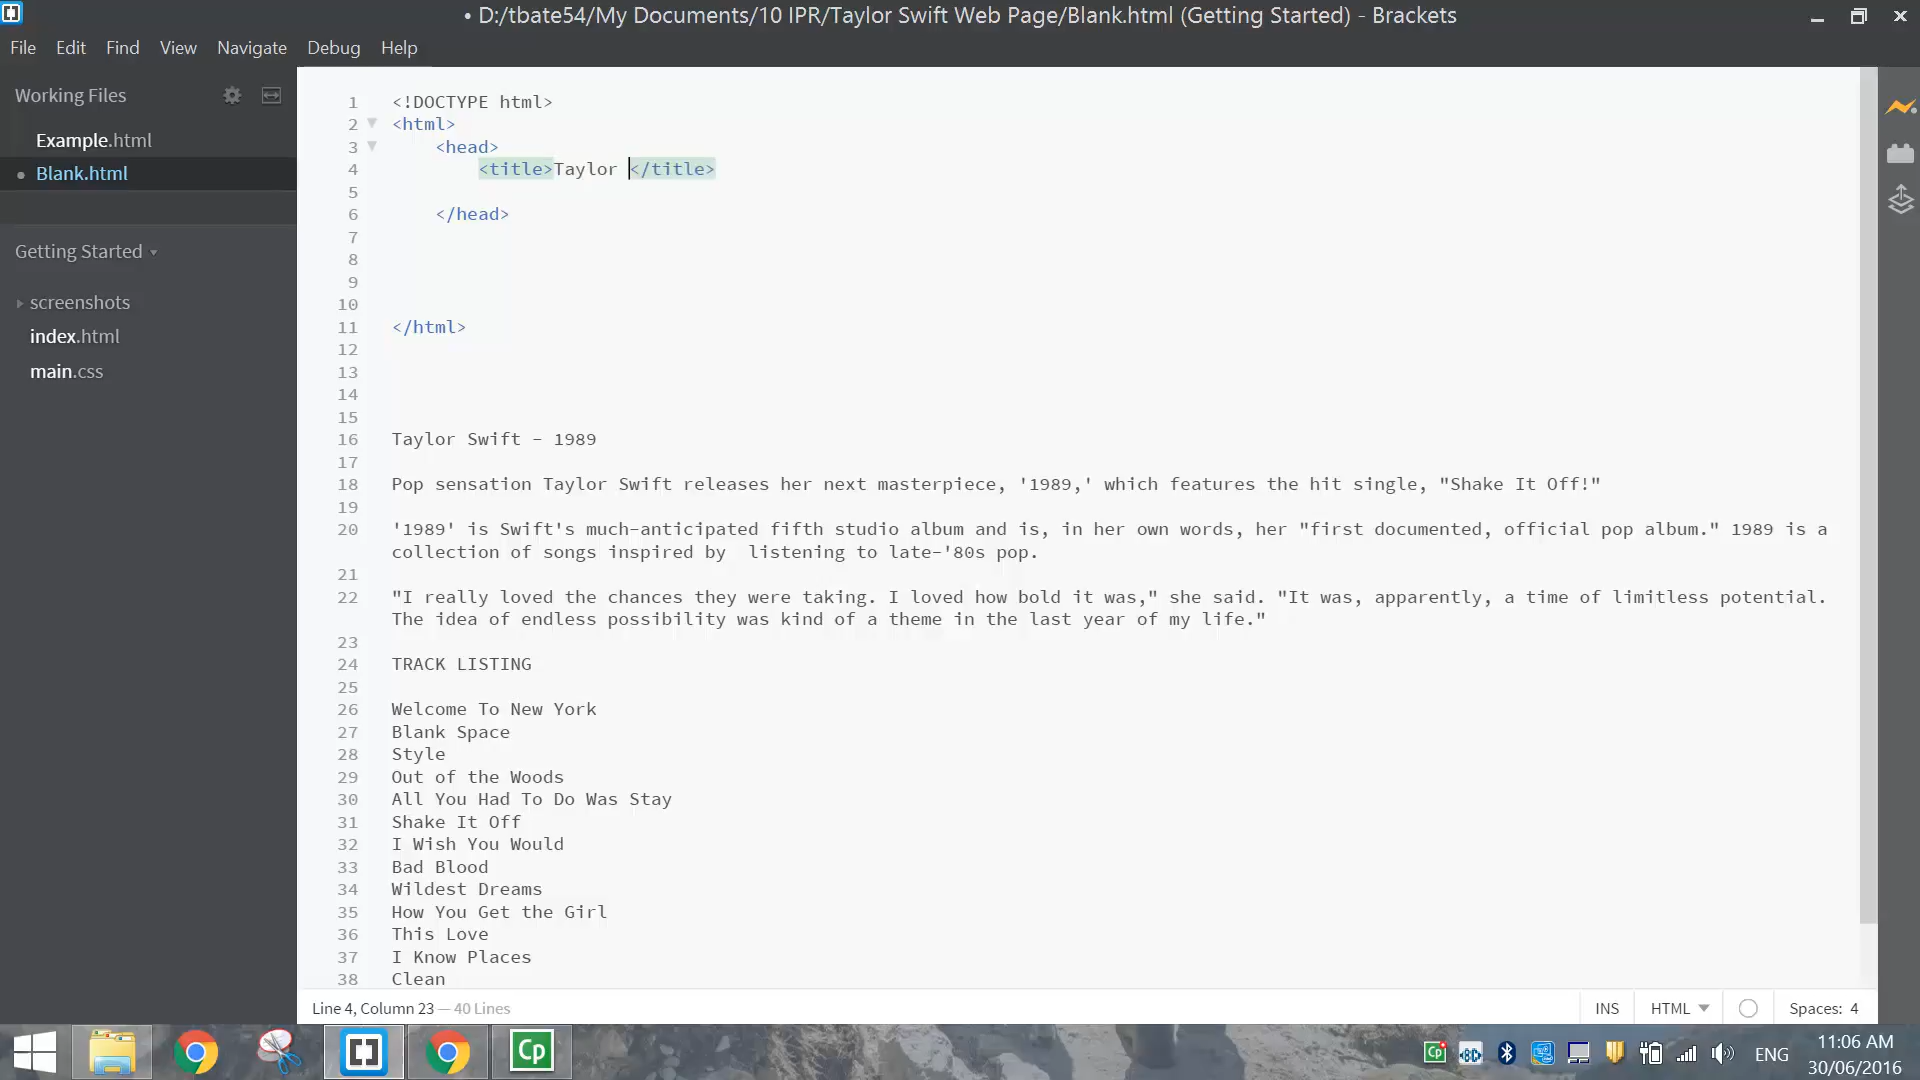 • D:/tbate54/My Documents/10 IPR/Taylor Swift Web Page/Blank.html (Getting Started) - Brackets
File Edit Find View Navigate Debug Help
Working Files
Example.html
Blank.html
Getting Started
screenshots
index.html
main.css
1 <!DOCTYPE html>
2 <html>
3 <head>
4 <title>Taylor </title>
5
6 </head>
7
8
9
10
11 </html>
12
13
14
15
16 Taylor Swift - 1989
17
18 Pop sensation Taylor Swift releases her next masterpiece, '1989,' which features the hit single, "Shake It Off!"
19
20 '1989' is Swift's much-anticipated fifth studio album and is, in her own words, her "first documented, official pop album." 1989 is a
collection of songs inspired by  listening to late-'80s pop.
21
22 "I really loved the chances they were taking. I loved how bold it was," she said. "It was, apparently, a time of limitless potential.
The idea of endless possibility was kind of a theme in the last year of my life."
23
24 TRACK LISTING
25
26 Welcome To New York
27 Blank Space
28 Style
29 Out of the Woods
30 All You Had To Do Was Stay
31 Shake It Off
32 I Wish You Would
33 Bad Blood
34 Wildest Dreams
35 How You Get the Girl
36 This Love
37 I Know Places
38 Clean
Line 4, Column 23 — 40 Lines
INS HTML Spaces: 4
Cp
ENG
11:06 AM
30/06/2016